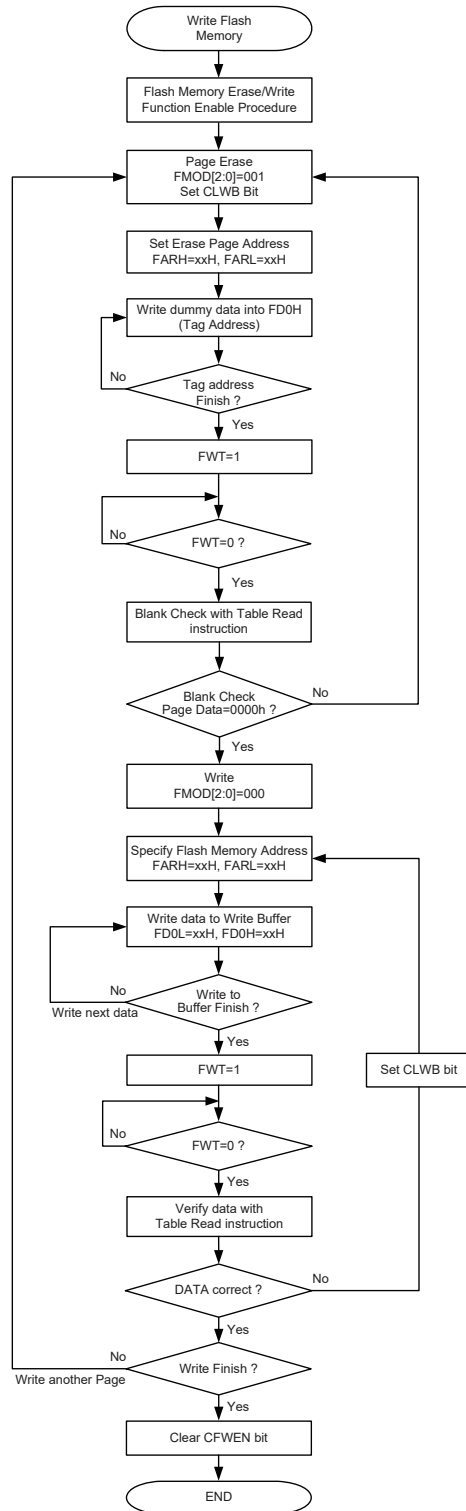 Write Flash
Memory
Flash Memory Erase/Write
Function Enable Procedure
Page Erase
FMOD[2:0]=001
Set CLWB Bit
Set Erase Page Address
FARH=xxH, FARL=xxH
Write dummy data into FD0H
(Tag Address)
No
Tag address
Finish ?
Yes
FWT=1
No
FWT=0 ?
Yes
Blank Check with Table Read
instruction
No
Blank Check
Page Data=0000h ?
Yes
Write
FMOD[2:0]=000
Specify Flash Memory Address
FARH=xxH, FARL=xxH
Write data to Write Buffer
FD0L=xxH, FD0H=xxH
No
Write next data
Write to
Buffer Finish ?
Yes
FWT=1
Set CLWB bit
No
FWT=0 ?
Yes
Verify data with
Table Read instruction
No
DATA correct ?
Yes
No
Write another Page
Write Finish ?
Yes
Clear CFWEN bit
END